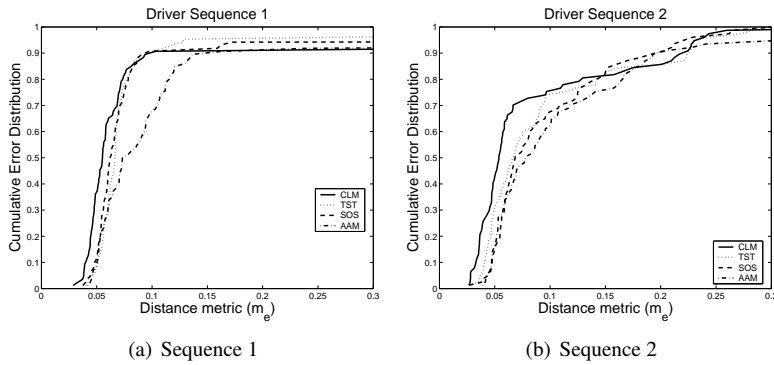 Driver Sequence 1
Cumulative Error Distribution
1
0.9
0.8
0.7
0.6
0.5
0.4
0.3
0.2
0.1
0
CLM
TST
SOS
AAM
0 0.05 0.1 0.15 0.2 0.25 0.3
Distance metric (m_e)
(a) Sequence 1
Driver Sequence 2
Cumulative Error Distribution
1
0.9
0.8
0.7
0.6
0.5
0.4
0.3
0.2
0.1
0
CLM
TST
SOS
AAM
0 0.05 0.1 0.15 0.2 0.25 0.3
Distance metric (m_e)
(b) Sequence 2